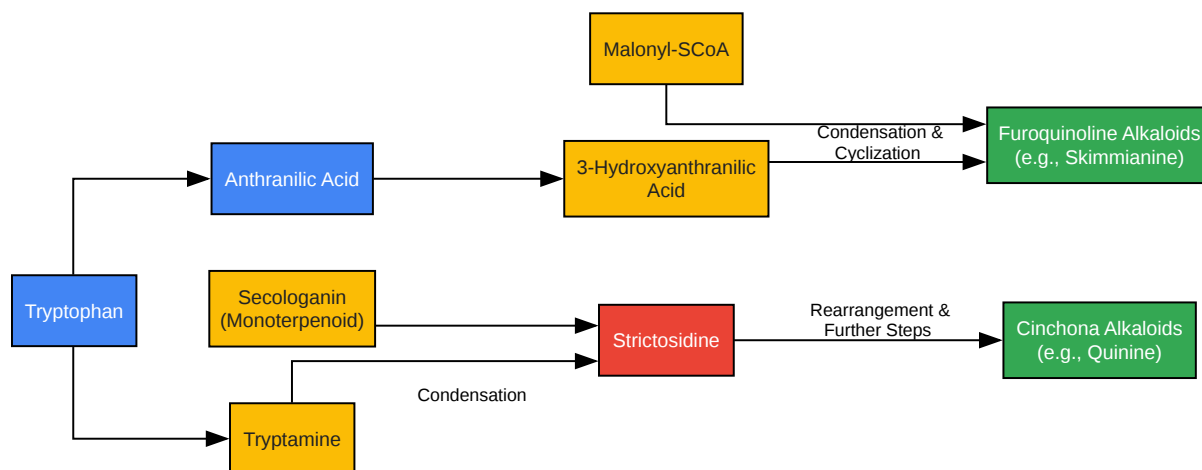 Malonyl-SCoA
Condensation &
Cyclization
Furoquinoline Alkaloids
(e.g., Skimmianine)
Anthranilic Acid
3-Hydroxyanthranilic
Acid
Tryptophan
Secologanin
(Monoterpenoid)
Strictosidine
Rearrangement &
Further Steps
Cinchona Alkaloids
(e.g., Quinine)
Condensation
Tryptamine